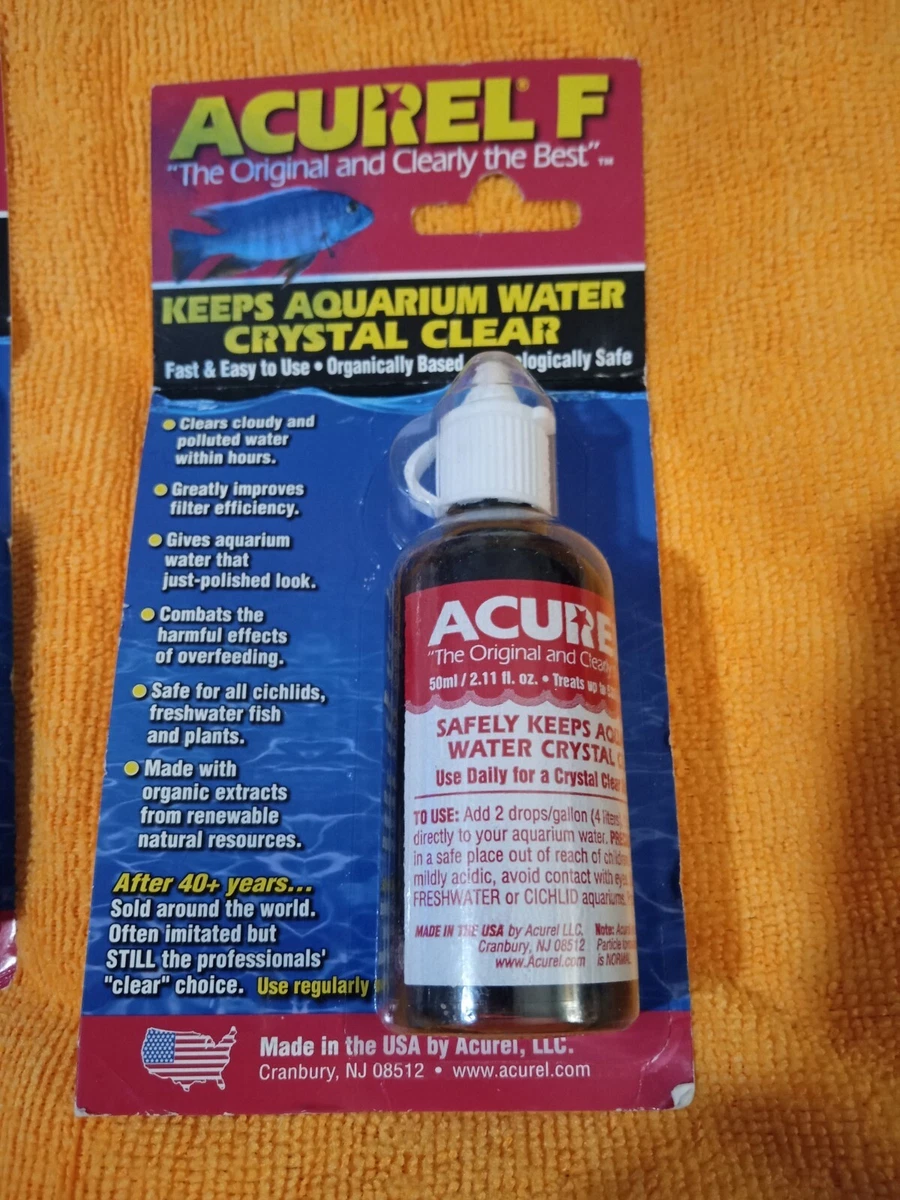 ACUREL® F
"The Original and Clearly the Best"™
KEEPS AQUARIUM WATER
CRYSTAL CLEAR
Fast & Easy to Use • Organically Based ologically Safe
Clears cloudy and
polluted water
within hours.
Greatly improves
filter efficiency.
Gives aquarium
water that
just-polished look.
Combats the
harmful effects
of overfeeding.
Safe for all cichlids,
freshwater fish
and plants.
Made with
organic extracts
from renewable
natural resources.
After 40+ years...
Sold around the world.
Often imitated but
STILL the professionals'
"clear" choice. Use regularly
ACURE
"The Original and Clearly
50ml / 2.11 fl. oz. • Treats up to
SAFELY KEEPS
WATER CRYSTAL
Use Daily for a Crystal Clear
TO USE: Add 2 drops/gallon (4 liters)
directly to your aquarium water.
in a safe place out of reach of
mildly acidic, avoid contact with
FRESHWATER or CICHLID aquariums.
MADE IN THE USA by Acurel LLC.
Cranbury, NJ 08512
www.Acurel.com
Note:
Particle
is NORMAL
Made in the USA by Acurel, LLC.
Cranbury, NJ 08512 • www.acurel.com